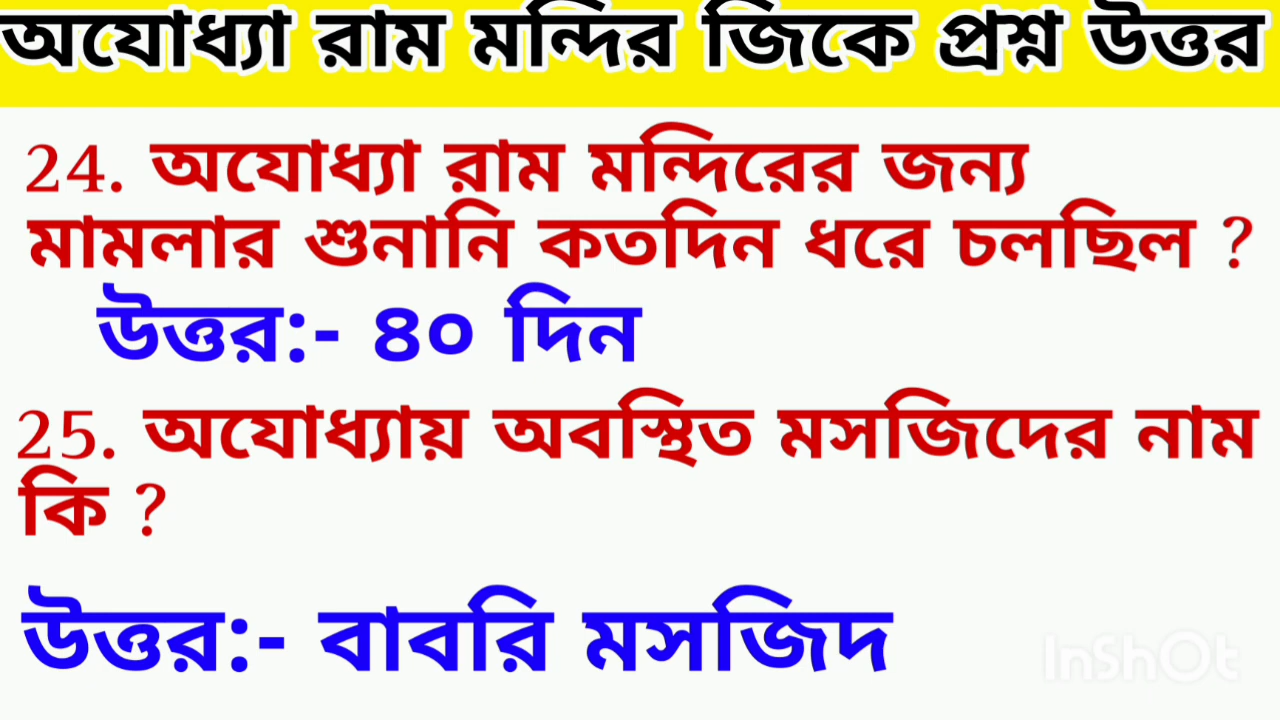 অযোধ্যা রাম মন্দির জিকে প্রশ্ন উত্তর
24. অযোধ্যা রাম মন্দিরের জন্য
মামলার শুনানি কতদিন ধরে চলছিল ?
উত্তর:- ৪০ দিন
25. অযোধ্যায় অবস্থিত মসজিদের নাম
কি ?
উত্তর:- বাবরি মসজিদ
InShOt